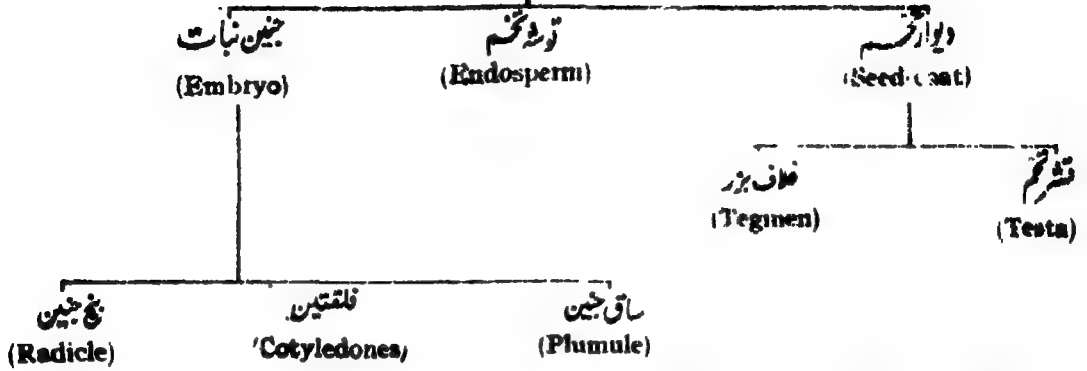 دیوار تخم
(Seed-coat)
توشہ تخم
(Endosperm)
جنین نبات
(Embryo)
قشر تخم
(Testa)
غلاف بزر
(Tegmen)
ساق جنین
(Plumule)
فلقتین
(Cotyledones)
بیخ جنین
(Radicle)